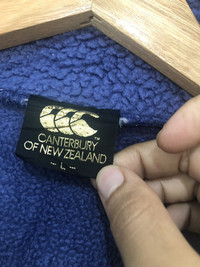 CANTERBURY
OF NEW ZEALAND
- L -